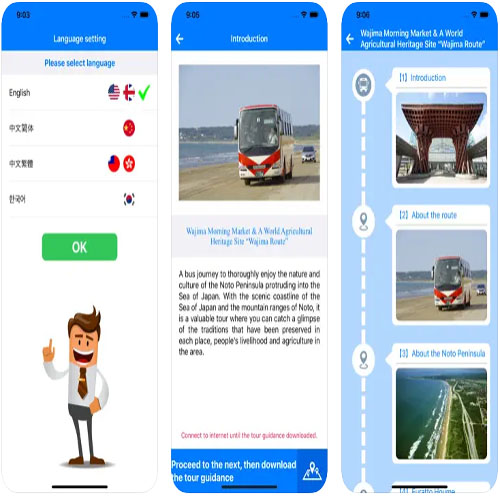 9:03
Language setting
Please select language
English
中文简体
中文繁體
한국어
OK
9:05
Introduction
Wajima Morning Market & A World Agricultural
Heritage Site "Wajima Route"
A bus journey to thoroughly enjoy the nature and
culture of the Noto Peninsula protruding into the
Sea of Japan. With the scenic coastline of the
Sea of Japan and the mountain ranges of Noto, it
is a valuable tour where you can catch a glimpse
of the traditions that have been preserved in
each place, people's livelihood and agriculture in
the area.
Connect to internet until the tour guidance downloaded.
Proceed to the next, then download
the tour guidance
9:06
Wajima Morning Market & A World
Agricultural Heritage Site "Wajima Route"
【1】Introduction
【2】About the route
【3】About the Noto Peninsula
【4】Furatto Houme